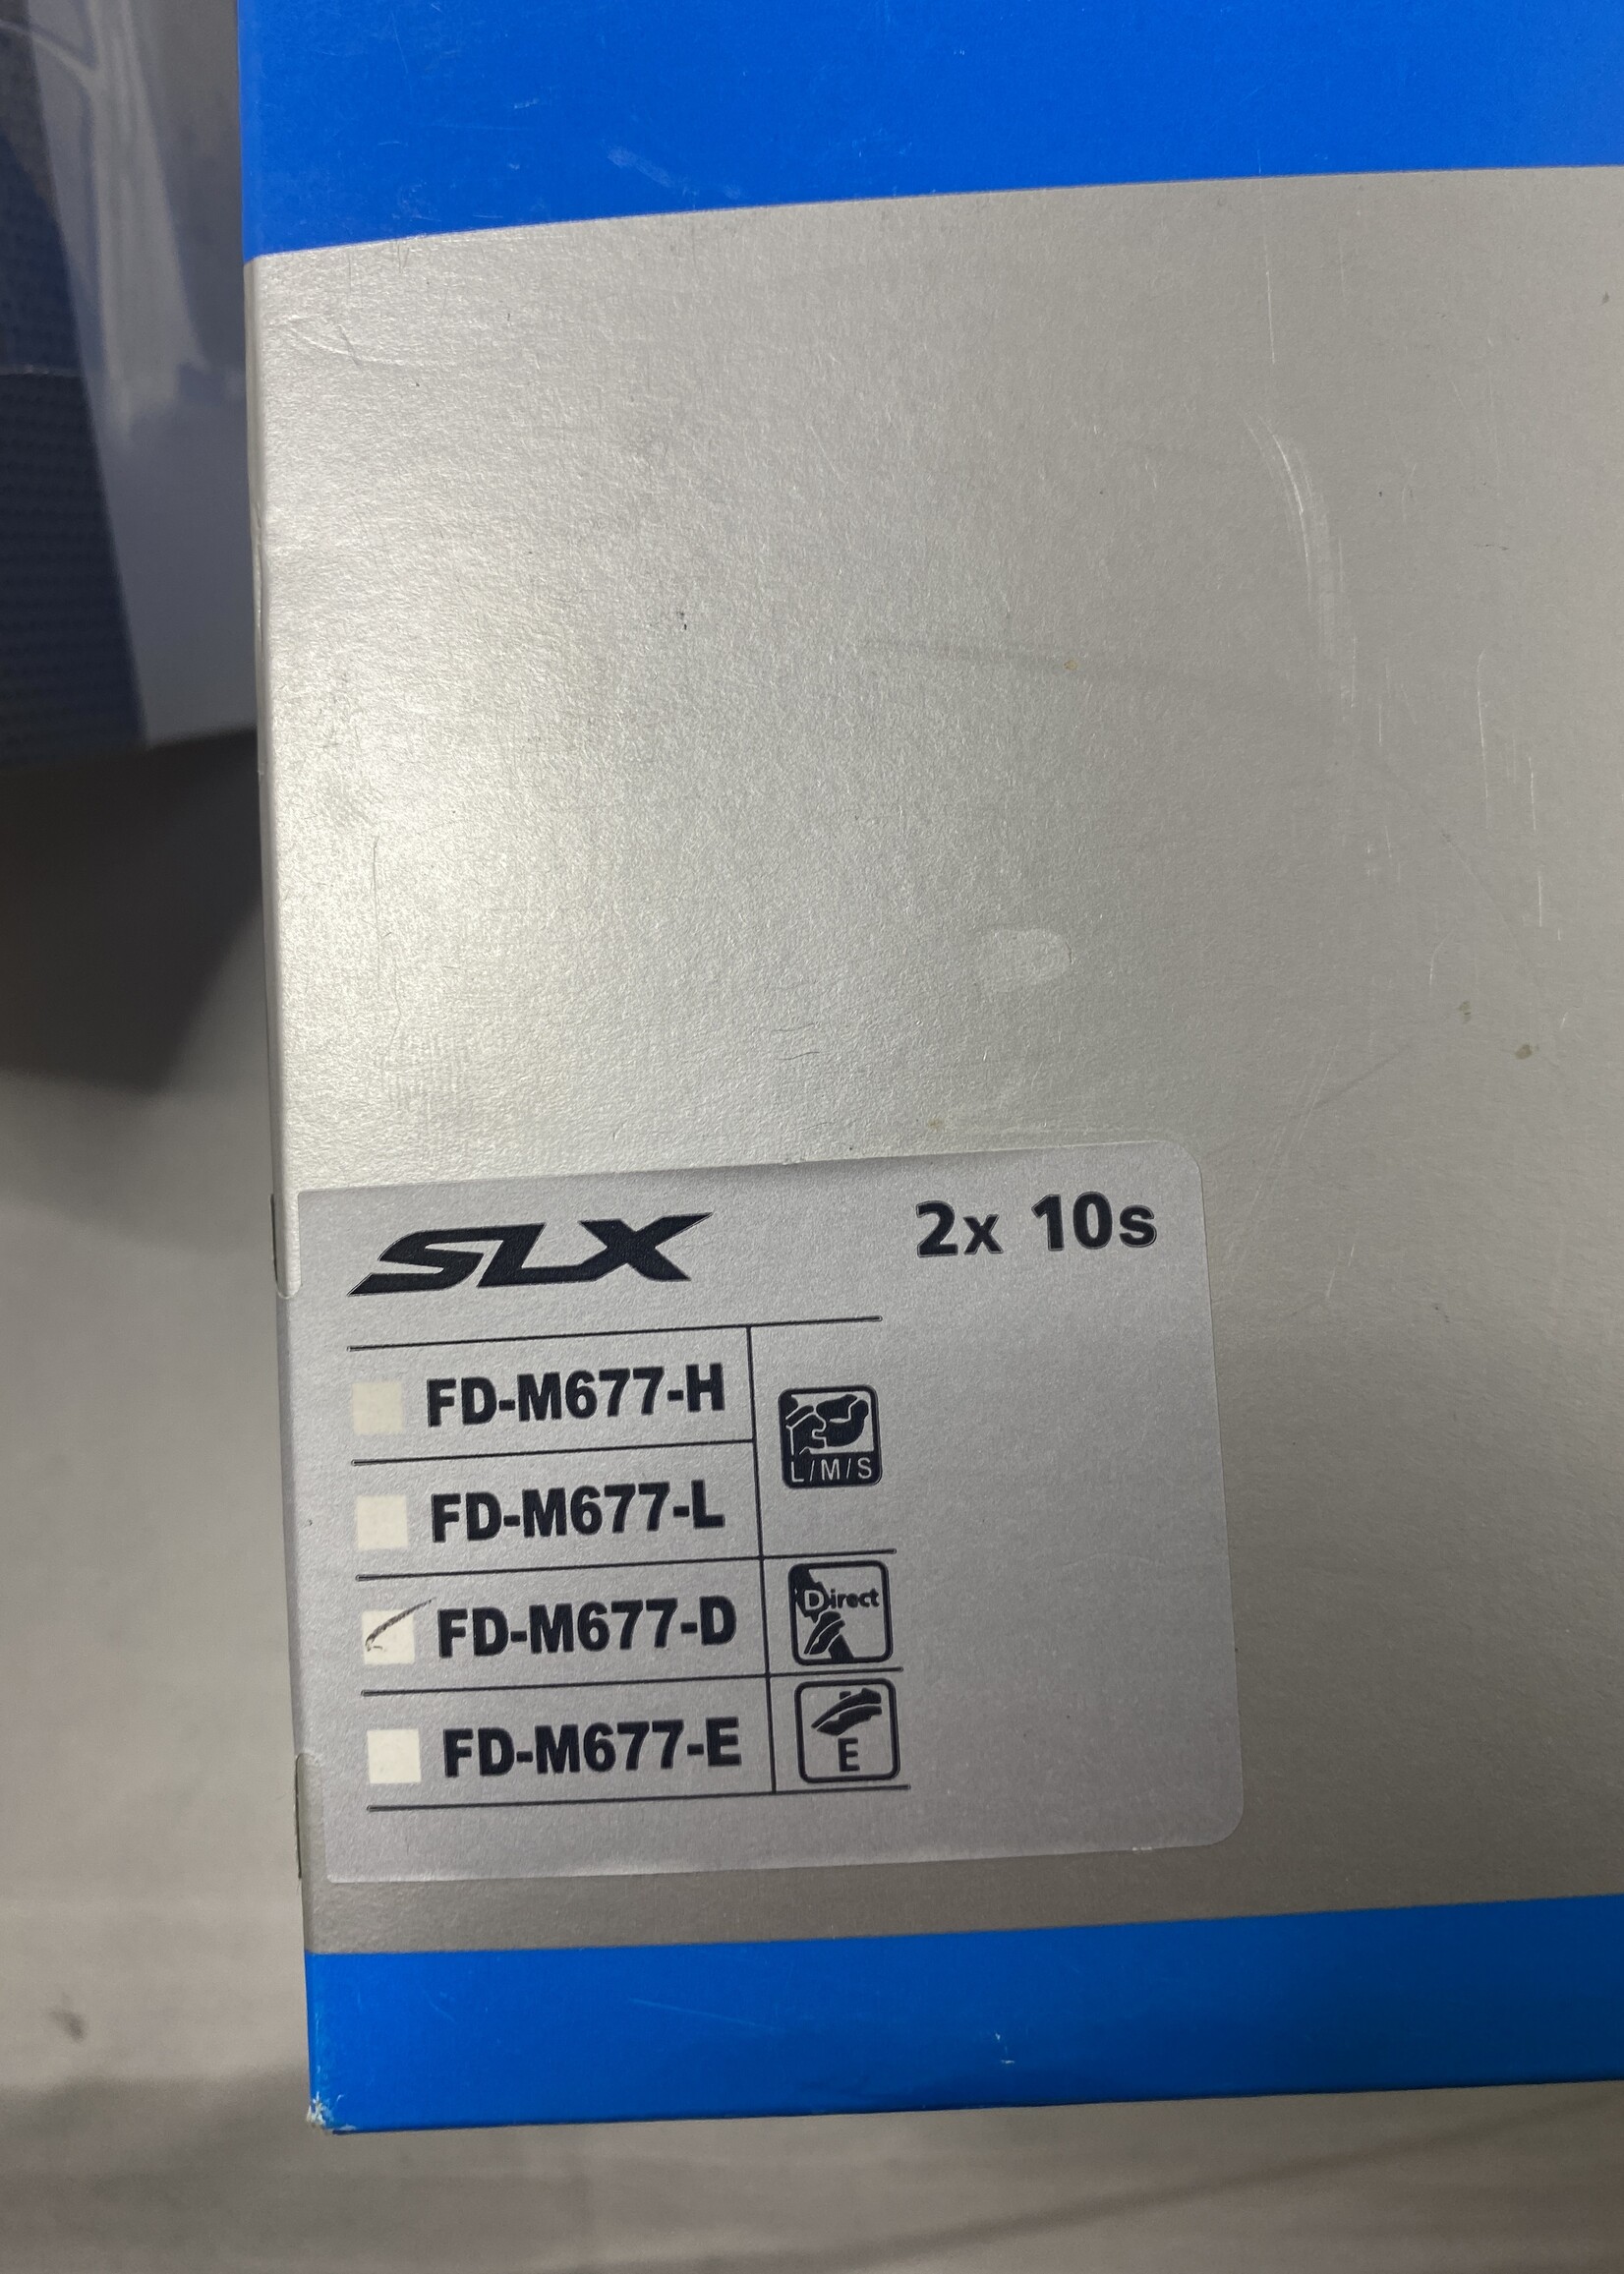 SLX 2x 10s
FD-M677-H
L/M/S
FD-M677-L
FD-M677-D Direct
FD-M677-E E